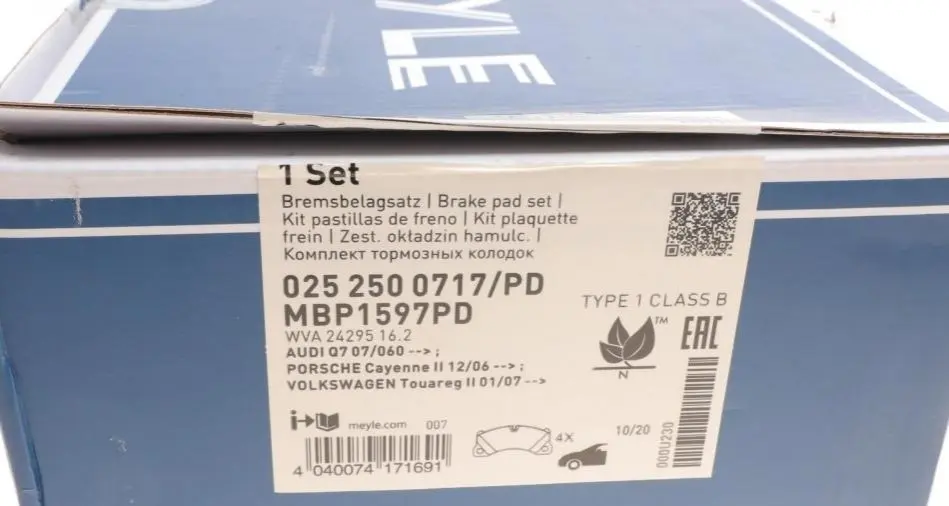 YLE
1 Set
Bremsbelagsatz | Brake pad set |
Kit pastillas de freno | Kit plaquette
frein | Zest. okładzin hamulc. |
Комплект тормозных колодок
025 250 0717/PD
MBP1597PD
WVA 24295 16.2
AUDI Q7 07/060 --> ;
PORSCHE Cayenne II 12/06 --> ;
VOLKSWAGEN Touareg II 01/07 -->
TYPE 1 CLASS B
TM
EAC
N
meyle.com 007
4X
10/20
000U230
4 040074 171691